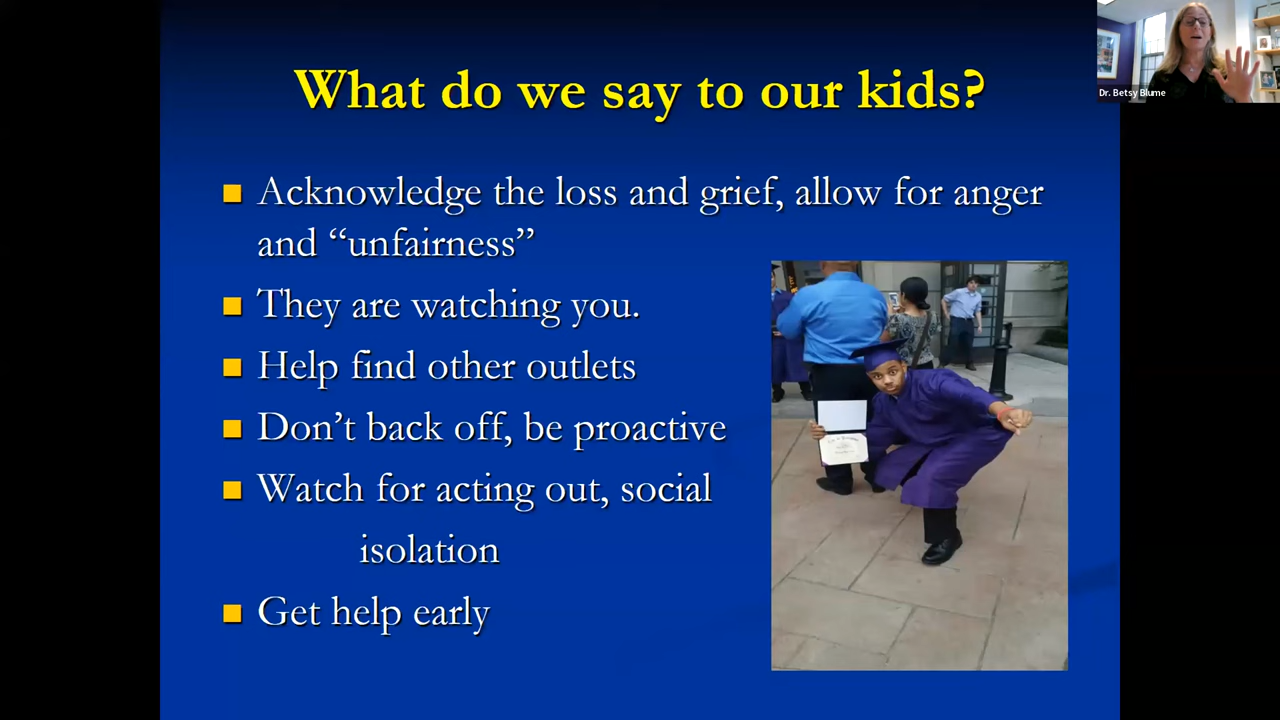 What do we say to our kids?
Dr. Betsy Blume
■ Acknowledge the loss and grief, allow for anger
and “unfairness”
■ They are watching you.
■ Help find other outlets
■ Don’t back off, be proactive
■ Watch for acting out, social
isolation
■ Get help early